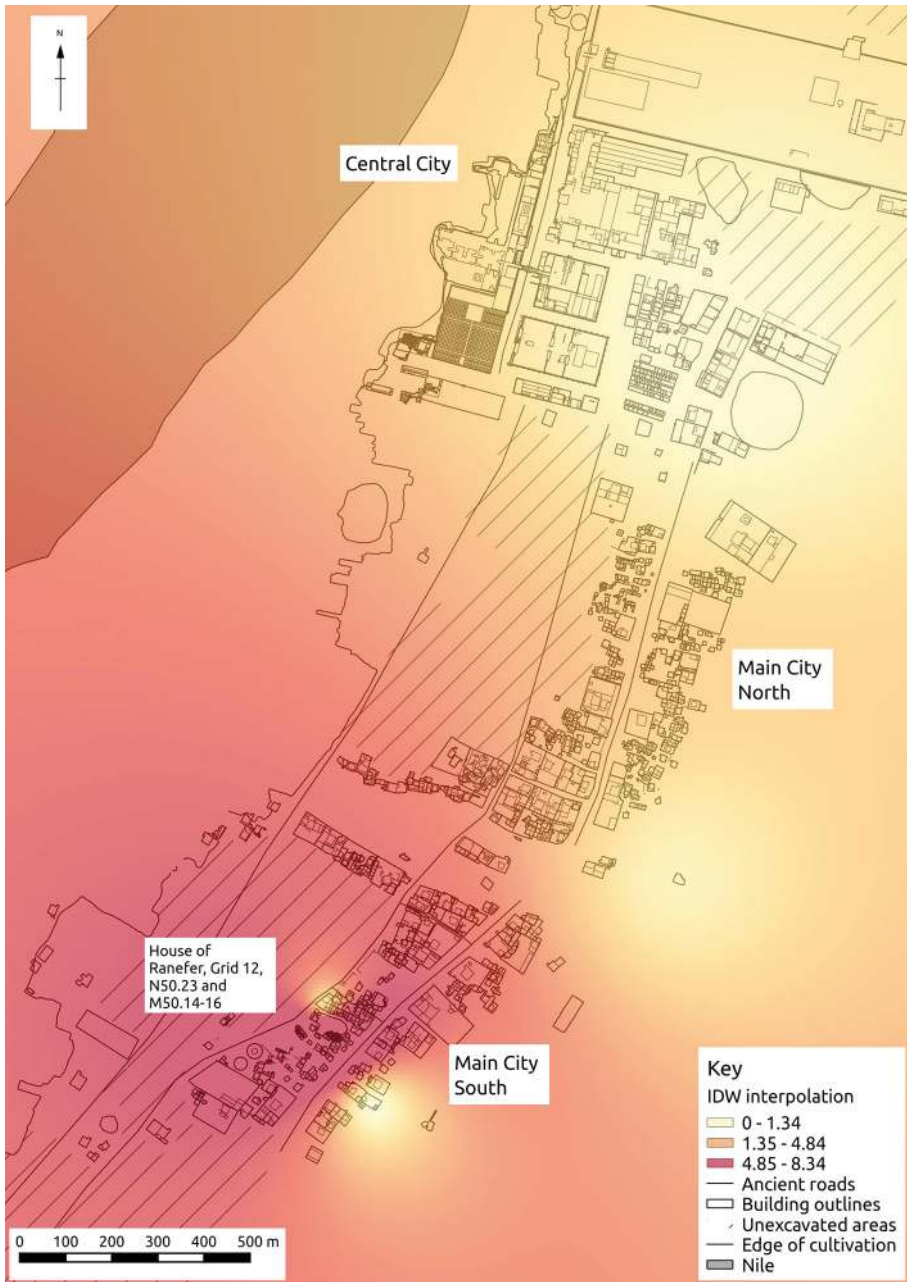 N
Central City
Main City
North
House of
Ranefer, Grid 12,
N50.23 and
M50.14-16
Main City
South
Key
IDW interpolation
0 - 1.34
1.35 - 4.84
4.85 - 8.34
Ancient roads
Building outlines
Unexcavated areas
Edge of cultivation
Nile
0 100 200 300 400 500 m